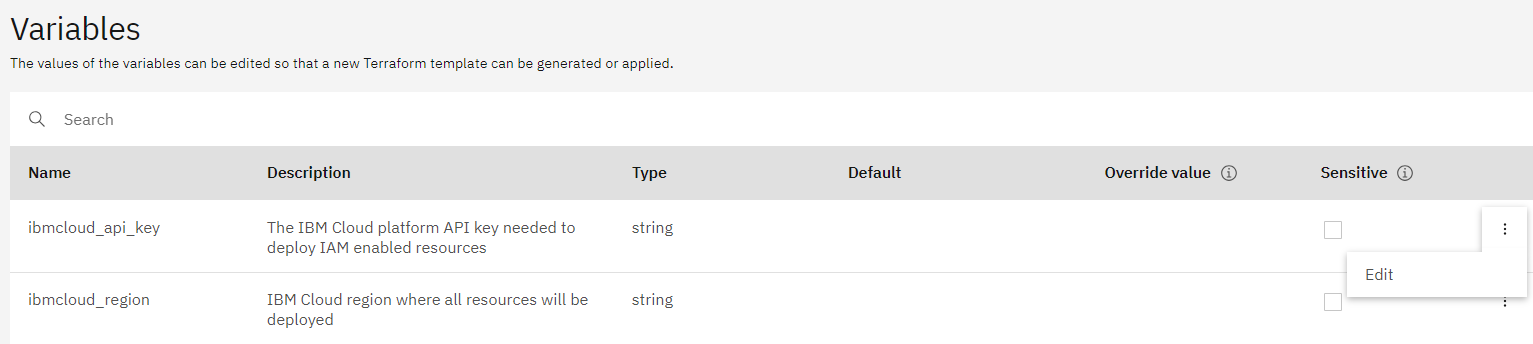 Variables
The values of the variables can be edited so that a new Terraform template can be generated or applied.
Search
Name Description Type Default Override value Sensitive
ibmcloud_api_key The IBM Cloud platform API key needed to string
deploy IAM enabled resources
Edit
ibmcloud_region IBM Cloud region where all resources will be string
deployed